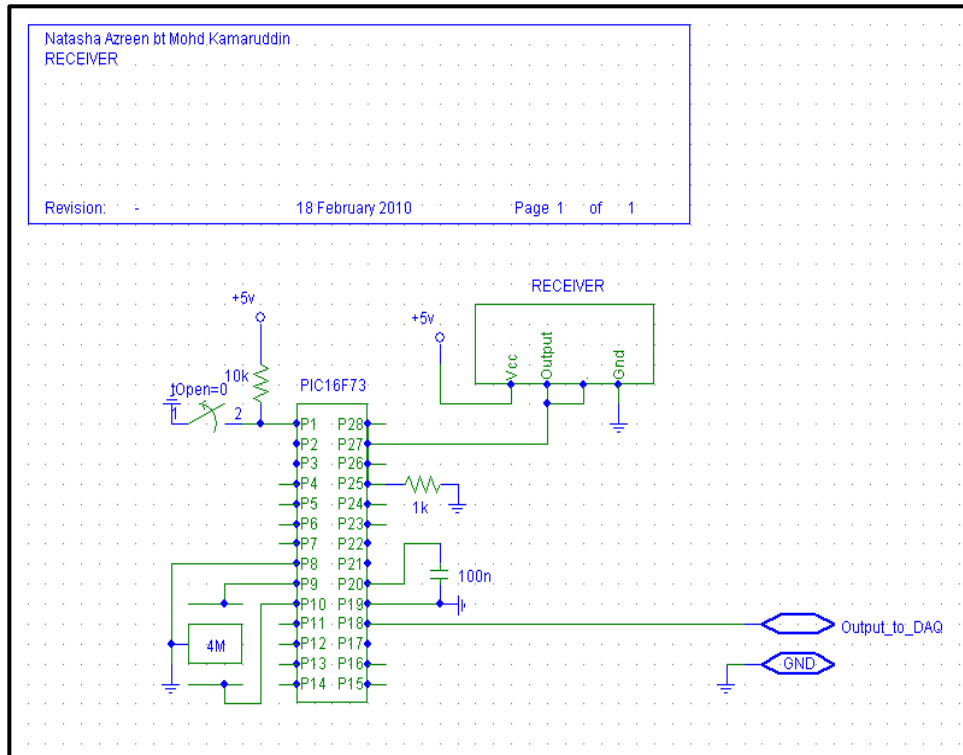 Natasha Azreen bt Mohd.Kamaruddin
RECEIVER
Revision: - 18 February 2010 Page 1 of 1
RECEIVER
+5v
+5v
Vcc
Output
Gnd
10k
PIC16F73
tOpen=0
1 2
P1 P28
P2 P27
P3 P26
P4 P25
1k
P5 P24
P6 P23
P7 P22
P8 P21
P9 P20
100n
P10 P19
P11 P18
Output_to_DAQ
4M
P12 P17
P13 P16
GND
P14 P15